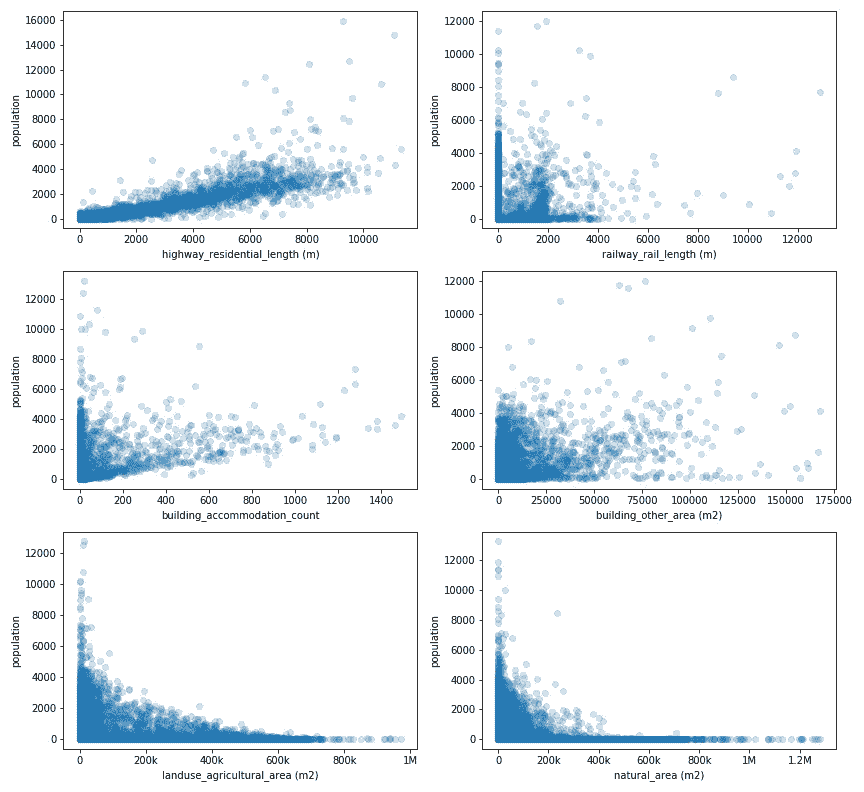 16000
14000
12000
10000
8000
6000
4000
2000
0
population
0 2000 4000 6000 8000 10000
highway_residential_length (m)
12000
10000
8000
6000
4000
2000
0
population
0 2000 4000 6000 8000 10000 12000
railway_rail_length (m)
12000
10000
8000
6000
4000
2000
0
population
0 200 400 600 800 1000 1200 1400
building_accommodation_count
12000
10000
8000
6000
4000
2000
0
population
0 25000 50000 75000 100000 125000 150000 175000
building_other_area (m2)
12000
10000
8000
6000
4000
2000
0
population
0 200k 400k 600k 800k 1M
landuse_agricultural_area (m2)
12000
10000
8000
6000
4000
2000
0
population
0 200k 400k 600k 800k 1M 1.2M
natural_area (m2)